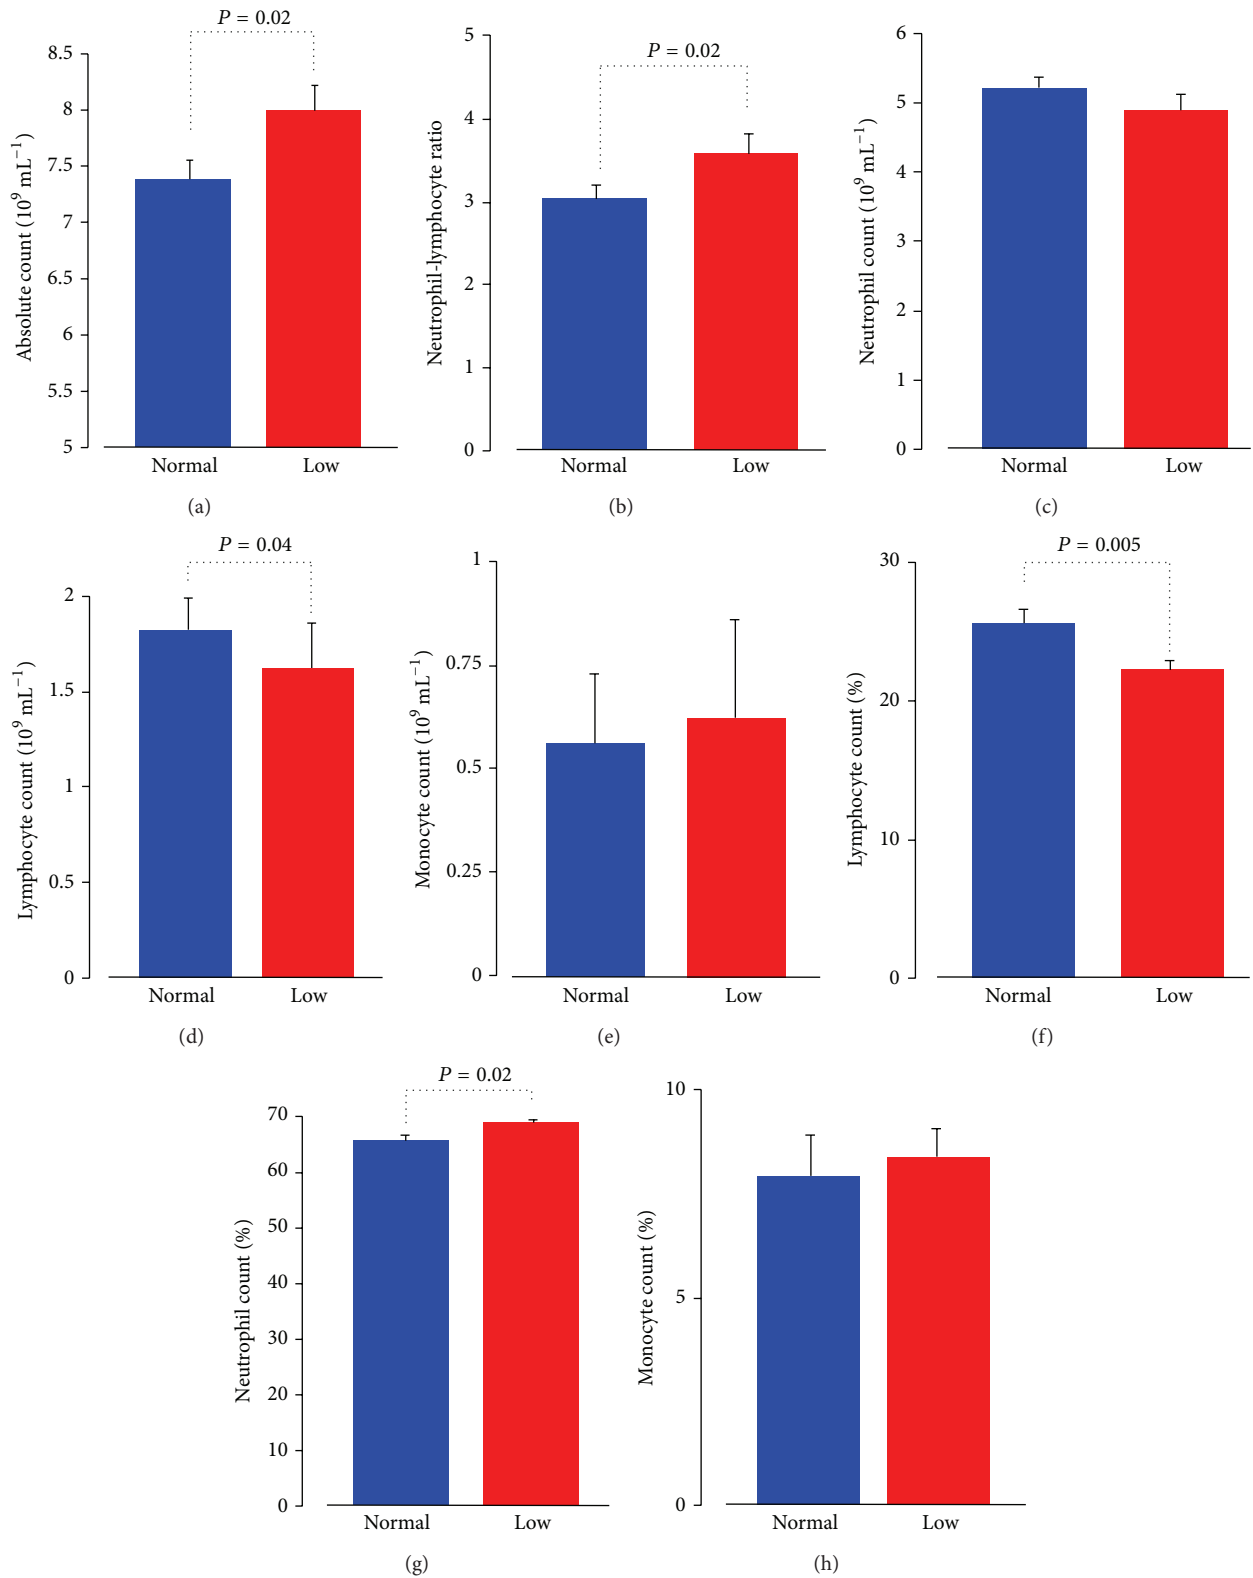 P = 0.02
Absolute count (10⁹ mL⁻¹)
8.5
8
7.5
7
6.5
6
5.5
5
Normal Low
(a)
P = 0.02
Neutrophil-lymphocyte ratio
5
4
3
2
1
0
Normal Low
(b)
Neutrophil count (10⁹ mL⁻¹)
6
5
4
3
2
1
0
Normal Low
(c)
P = 0.04
Lymphocyte count (10⁹ mL⁻¹)
2
1.5
1
0.5
0
Normal Low
(d)
Monocyte count (10⁹ mL⁻¹)
1
0.75
0.5
0.25
0
Normal Low
(e)
P = 0.005
Lymphocyte count (%)
30
20
10
0
Normal Low
(f)
P = 0.02
Neutrophil count (%)
70
60
50
40
30
20
10
0
Normal Low
(g)
Monocyte count (%)
10
5
0
Normal Low
(h)